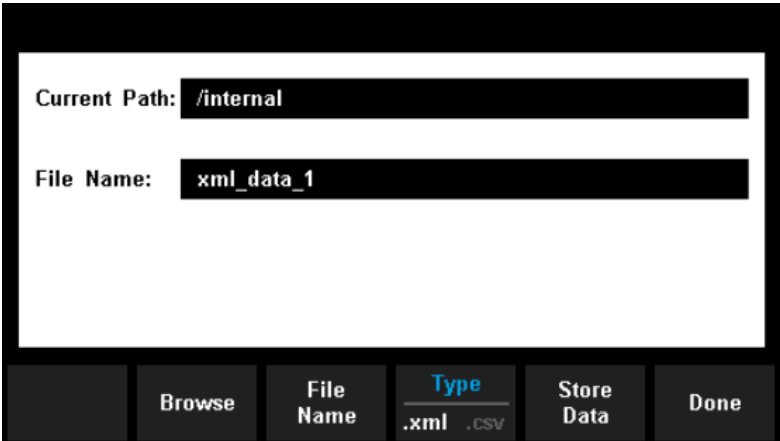 Current Path: /internal
File Name: xml_data_1
Browse
File
Name
Type
.xml .csv
Store
Data
Done